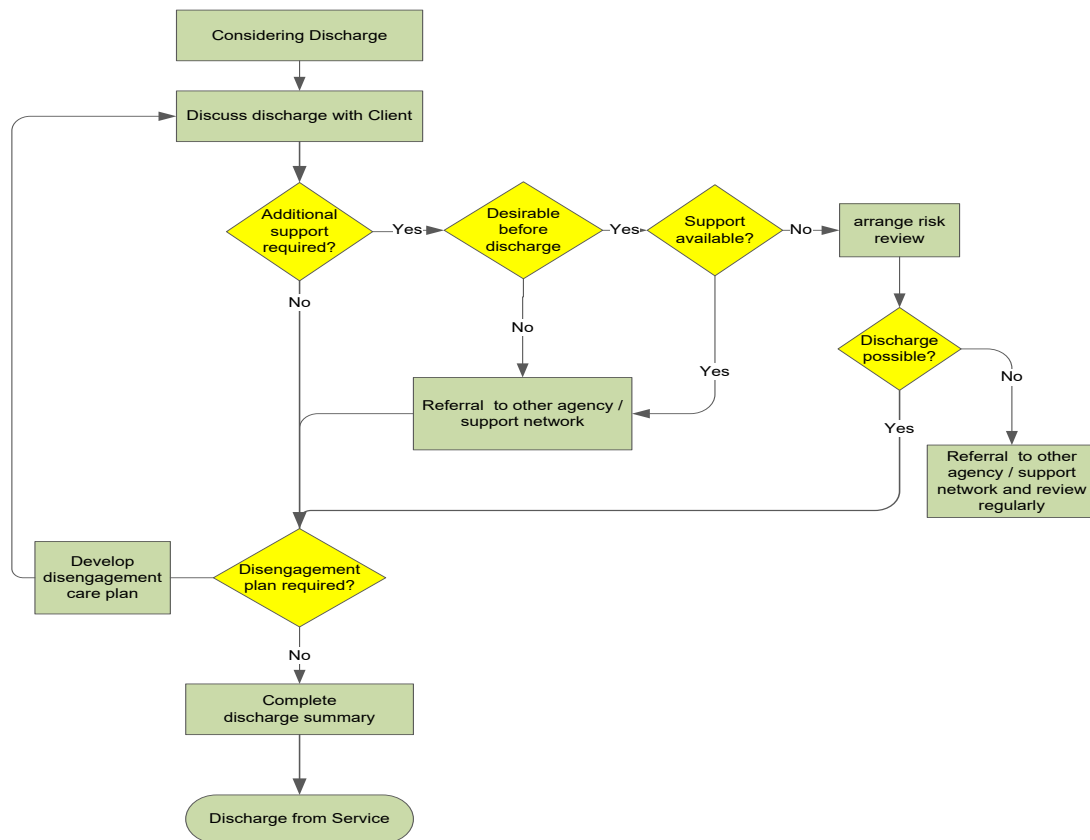 Considering Discharge
Discuss discharge with Client
Additional
support
required?
Yes
Desirable
before
discharge
Yes
Support
available?
No
arrange risk
review
No
No
Yes
Discharge
possible?
No
Referral to other agency /
support network
Yes
Referral to other
agency / support
network and review
regularly
Develop
disengagement
care plan
Disengagement
plan required?
No
Complete
discharge summary
Discharge from Service